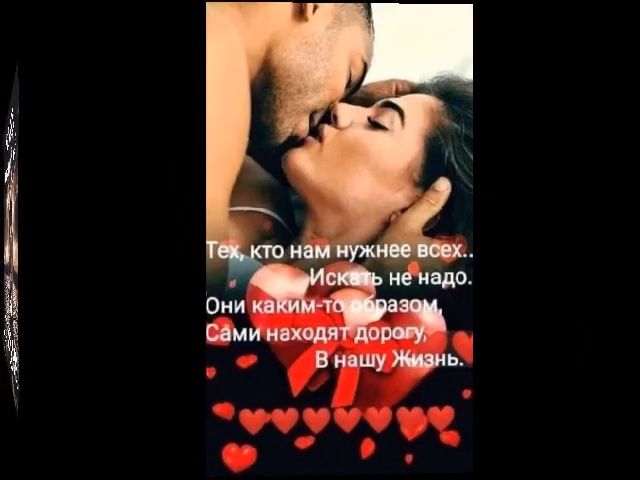 Тех, кто нам нужнее всех..
Искать не надо.
Они каким-то образом,
Сами находят дорогу,
В нашу Жизнь.